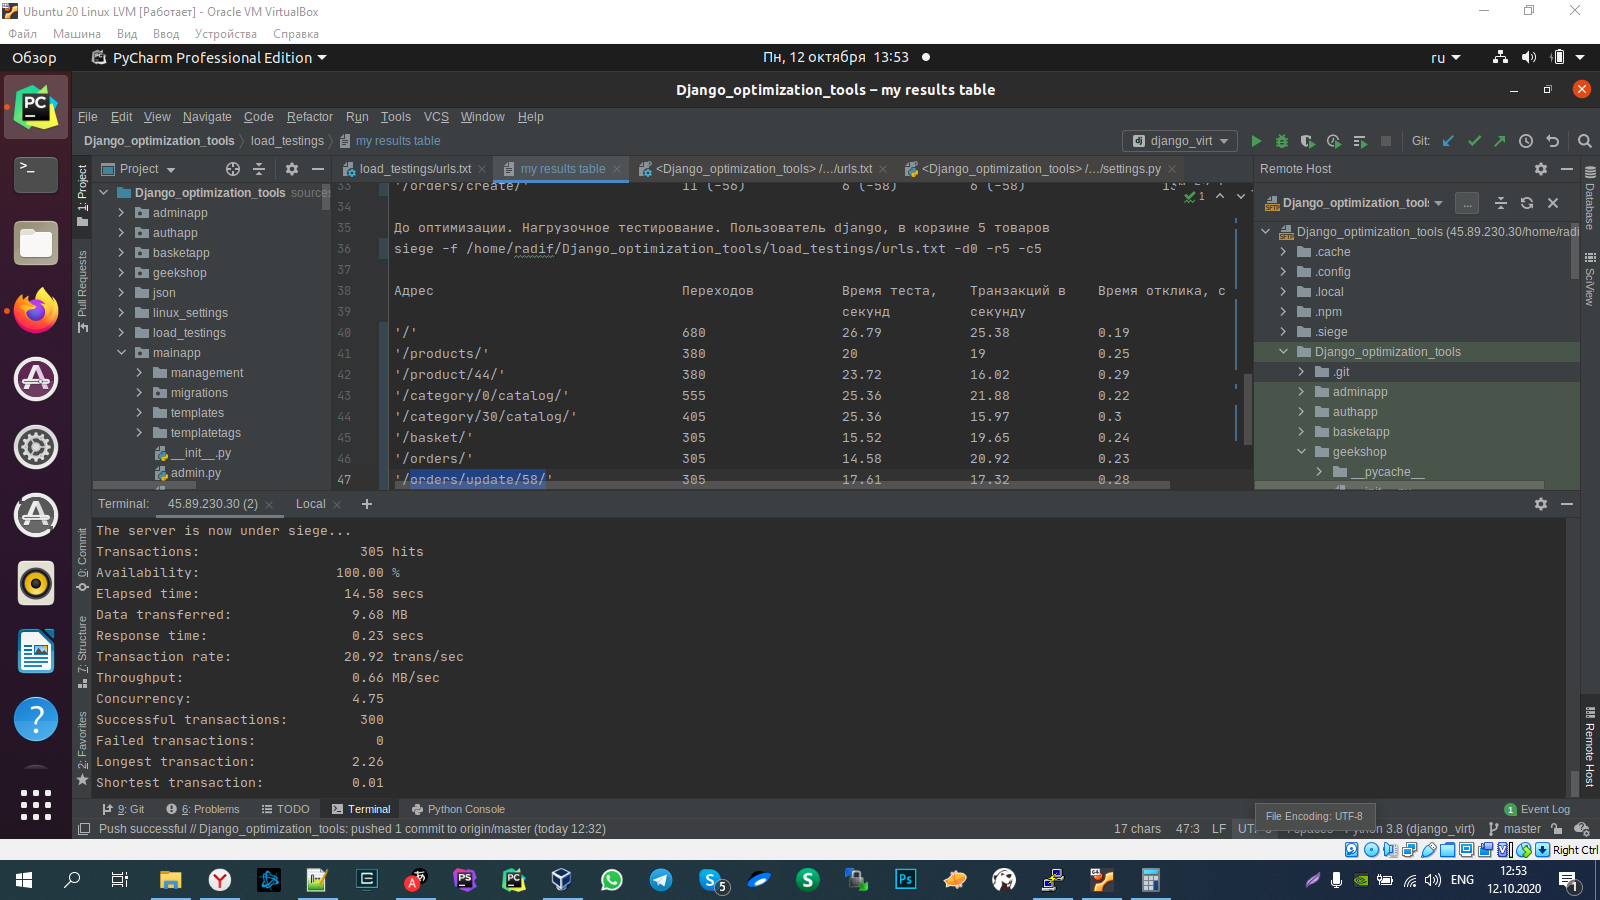 Ubuntu 20 Linux LVM [Работает] - Oracle VM VirtualBox
Файл Машина Вид Ввод Устройства Справка
Обзор PyCharm Professional Edition Пн, 12 октября 13:53 ru
Django_optimization_tools – my results table
File Edit View Navigate Code Refactor Run Tools VCS Window Help
Django_optimization_tools load_testings my results table django_virt Git:
Project load_testings/urls.txt my results table <Django_optimization_tools> /…/urls.txt <Django_optimization_tools> /…/settings.py Remote Host
1: Project
Pull Requests
0: Commit
7: Structure
2: Favorites
Django_optimization_tools sources
adminapp
authapp
basketapp
geekshop
json
linux_settings
load_testings
mainapp
management
migrations
templates
templatetags
__init__.py
admin.py
33 '/orders/create/' 11 (-56) 6 (-58) 6 (-58)
1
34
35 До оптимизации. Нагрузочное тестирование. Пользователь django, в корзине 5 товаров
36 siege -f /home/radif/Django_optimization_tools/load_testings/urls.txt -d0 -r5 -c5
37
38 Адрес Переходов Время теста, Транзакций в Время отклика, с
39 секунд секунду
40 '/' 680 26.79 25.38 0.19
41 '/products/' 380 20 19 0.25
42 '/product/44/' 380 23.72 16.02 0.29
43 '/category/0/catalog/' 555 25.36 21.88 0.22
44 '/category/30/catalog/' 405 25.36 15.97 0.3
45 '/basket/' 305 15.52 19.65 0.24
46 '/orders/' 305 14.58 20.92 0.23
47 '/orders/update/58/' 305 17.61 17.32 0.28
Django_optimization_tools ...
Django_optimization_tools (45.89.230.30/home/radi
.cache
.config
.local
.npm
.siege
Django_optimization_tools
.git
adminapp
authapp
basketapp
geekshop
__pycache__
Database
SciView
Remote Host
Terminal: 45.89.230.30 (2) Local
The server is now under siege...
Transactions: 305 hits
Availability: 100.00 %
Elapsed time: 14.58 secs
Data transferred: 9.68 MB
Response time: 0.23 secs
Transaction rate: 20.92 trans/sec
Throughput: 0.66 MB/sec
Concurrency: 4.75
Successful transactions: 300
Failed transactions: 0
Longest transaction: 2.26
Shortest transaction: 0.01
9: Git 6: Problems TODO Terminal Python Console 1 Event Log
File Encoding: UTF-8
Push successful // Django_optimization_tools: pushed 1 commit to origin/master (today 12:32) 17 chars 47:3 LF Python 3.8 (django_virt) master
Right Ctrl
ENG 12:53
12.10.2020